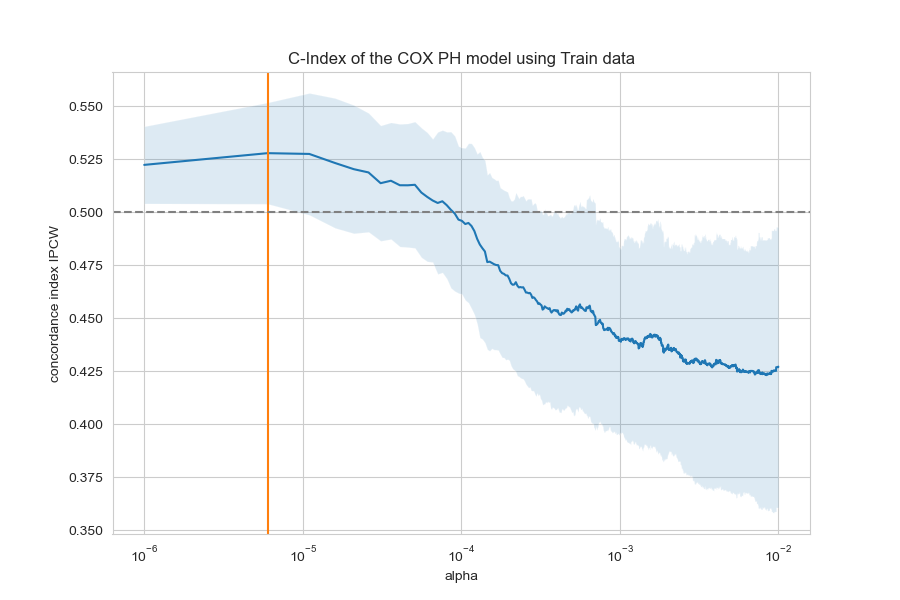 C-Index of the COX PH model using Train data
concordance index IPCW
0.550
0.525
0.500
0.475
0.450
0.425
0.400
0.375
0.350
10⁻⁶ 10⁻⁵ 10⁻⁴ 10⁻³ 10⁻²
alpha